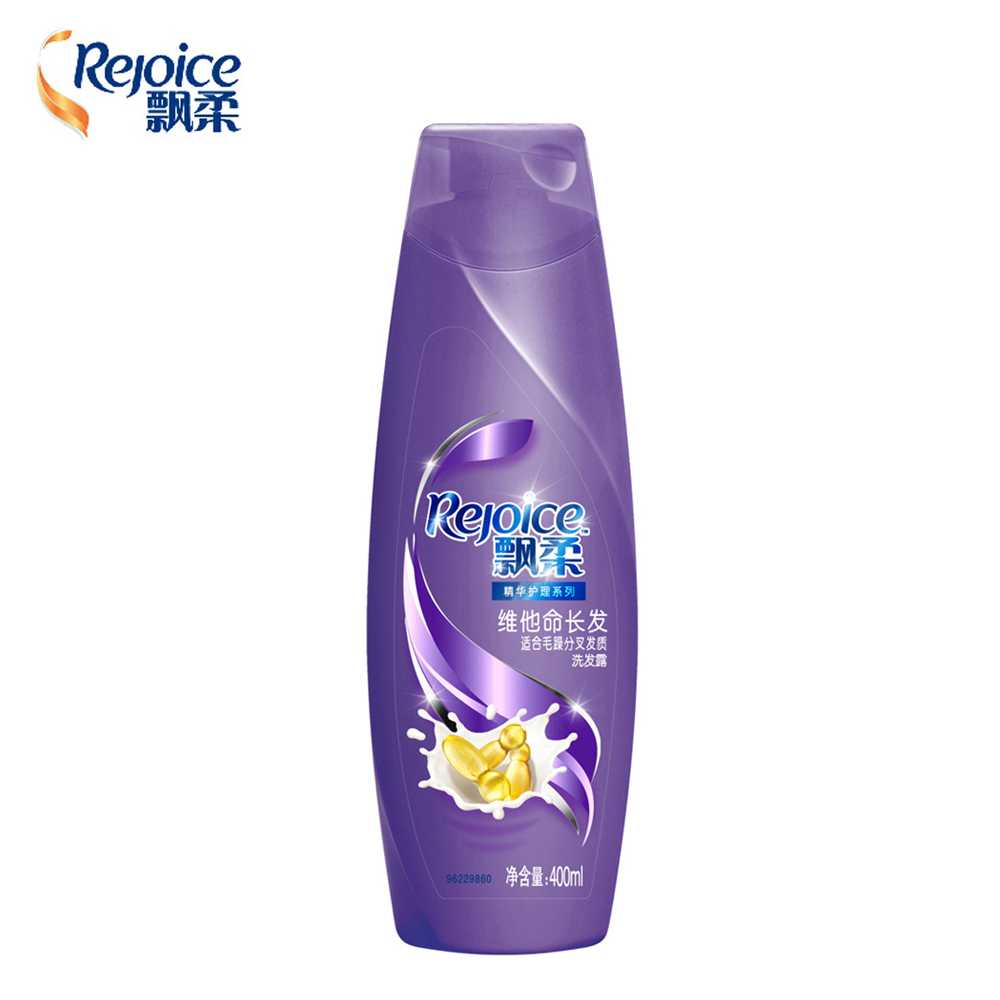 Rejoice
飘柔
Rejoice™
飘柔
精华护理系列
维他命长发
适合毛躁分叉发质
洗发露
96229860
净含量:400ml